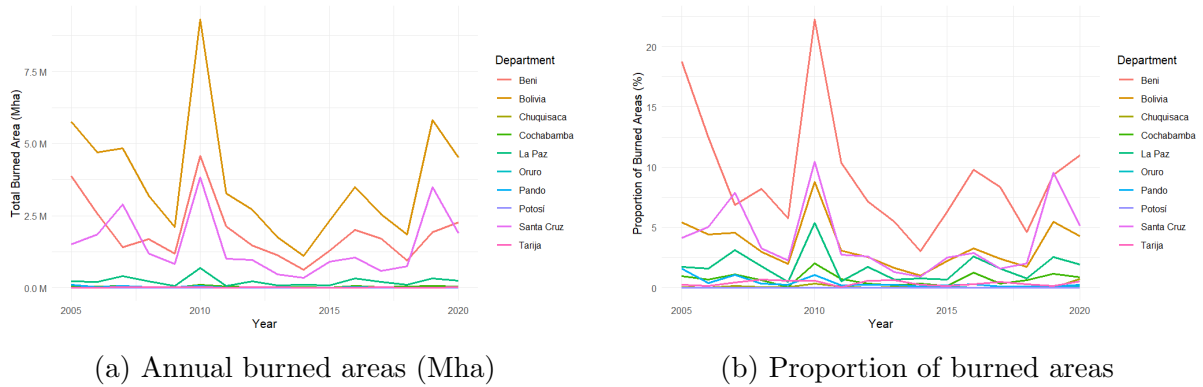 Total Burned Area (Mha)
7.5 M
5.0 M
2.5 M
0.0 M
2005
2010
2015
2020
Year
Department
Beni
Bolivia
Chuquisaca
Cochabamba
La Paz
Oruro
Pando
Potosí
Santa Cruz
Tarija
(a) Annual burned areas (Mha)
Proportion of Burned Areas (%)
20
15
10
5
0
2005
2010
2015
2020
Year
Department
Beni
Bolivia
Chuquisaca
Cochabamba
La Paz
Oruro
Pando
Potosí
Santa Cruz
Tarija
(b) Proportion of burned areas